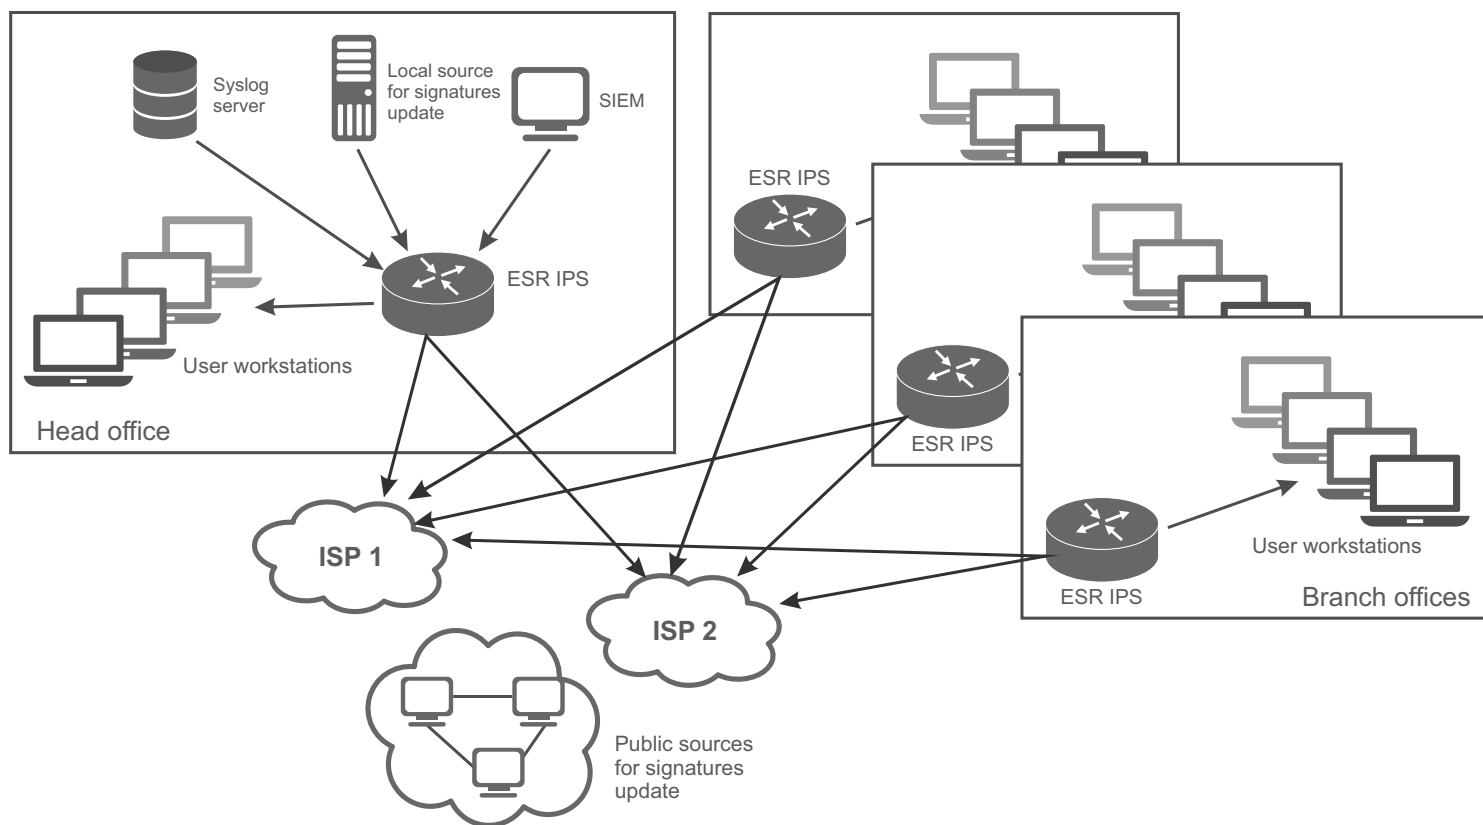 Syslog
server
Local source
for signatures
update
SIEM
ESR IPS
User workstations
Head office
ESR IPS
ESR IPS
User workstations
ESR IPS
Branch offices
ISP 1
ISP 2
Public sources
for signatures
update